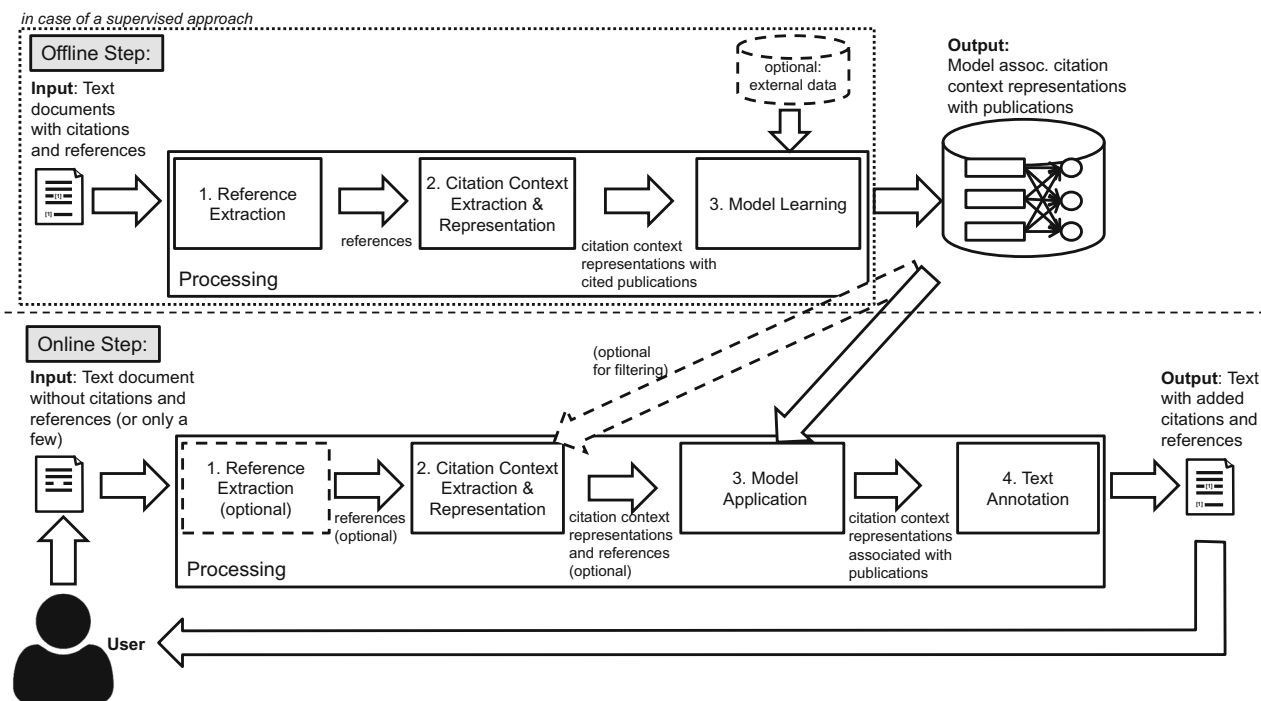 in case of a supervised approach
Offline Step:
Input: Text
documents
with citations
and references
[1]
[1]
optional:
external data
Output:
Model assoc. citation
context representations
with publications
1. Reference
Extraction
references
2. Citation Context
Extraction &
Representation
citation context
representations with
cited publications
3. Model Learning
Processing
Online Step:
Input: Text document
without citations and
references (or only a
few)
(optional
for filtering)
Output: Text
with added
citations and
references
1. Reference
Extraction
(optional)
references
(optional)
2. Citation Context
Extraction &
Representation
citation context
representations
and references
(optional)
3. Model
Application
citation context
representations
associated with
publications
4. Text
Annotation
[1]
[1]
Processing
User